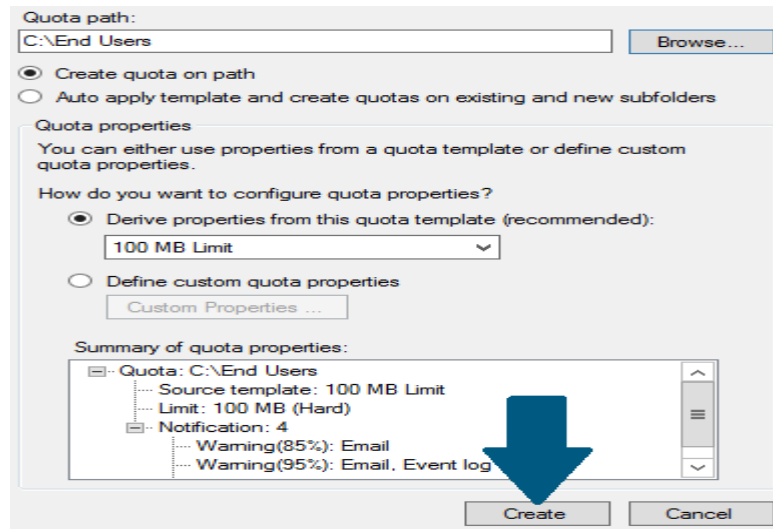 Quota path:
C:\End Users
Browse...
Create quota on path
Auto apply template and create quotas on existing and new subfolders
Quota properties
You can either use properties from a quota template or define custom
quota properties.
How do you want to configure quota properties?
Derive properties from this quota template (recommended):
100 MB Limit
Define custom quota properties
Custom Properties ...
Summary of quota properties:
Quota: C:\End Users
Source template: 100 MB Limit
Limit: 100 MB (Hard)
Notification: 4
Warning(85%): Email
Warning(95%): Email, Event log
Create
Cancel